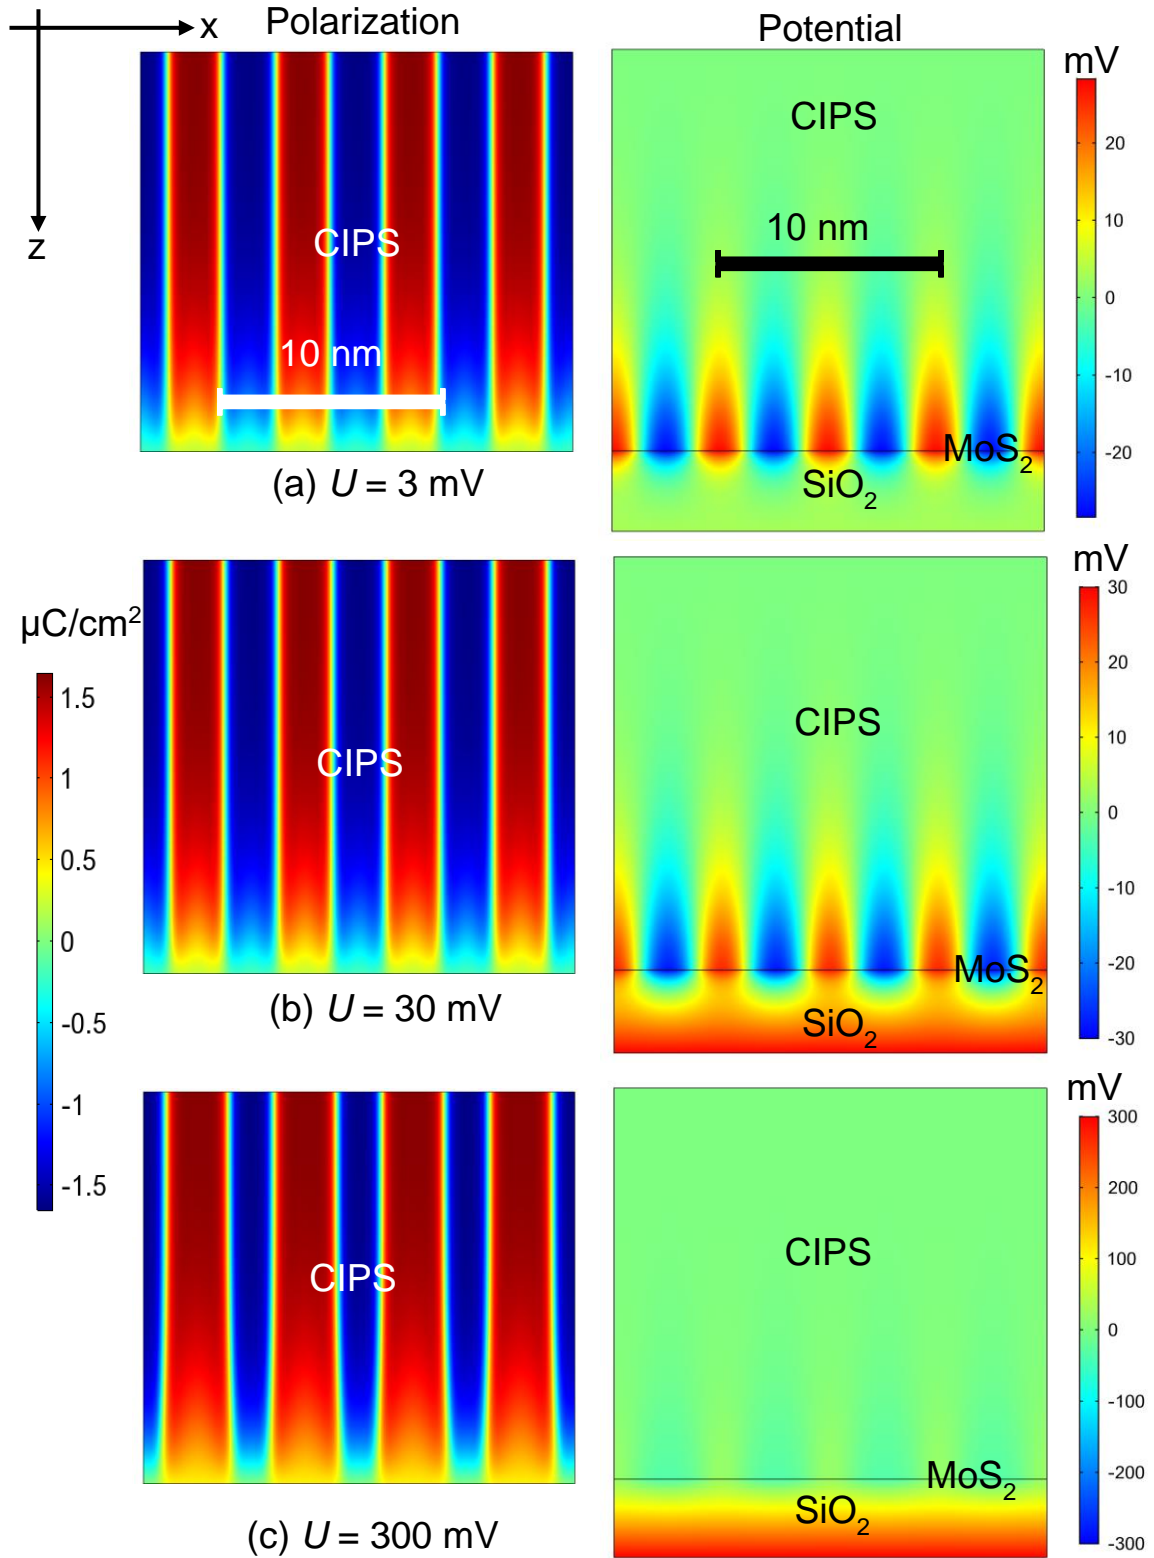 x
Polarization
Potential
z
CIPS
10 nm
CIPS
10 nm
MoS2
SiO2
mV
20
10
0
-10
-20
(a) U = 3 mV
μC/cm2
1.5
1
0.5
0
-0.5
-1
-1.5
CIPS
CIPS
MoS2
SiO2
mV
30
20
10
0
-10
-20
-30
(b) U = 30 mV
CIPS
CIPS
MoS2
SiO2
mV
300
200
100
0
-100
-200
-300
(c) U = 300 mV